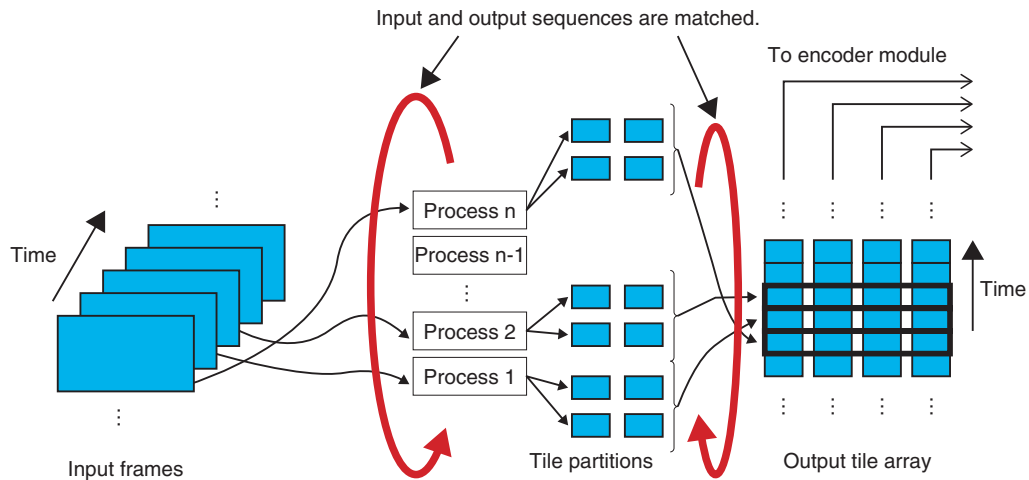 Input and output sequences are matched.
To encoder module
Process n
Process n-1
Process 2
Process 1
Time
Time
Input frames
Tile partitions
Output tile array